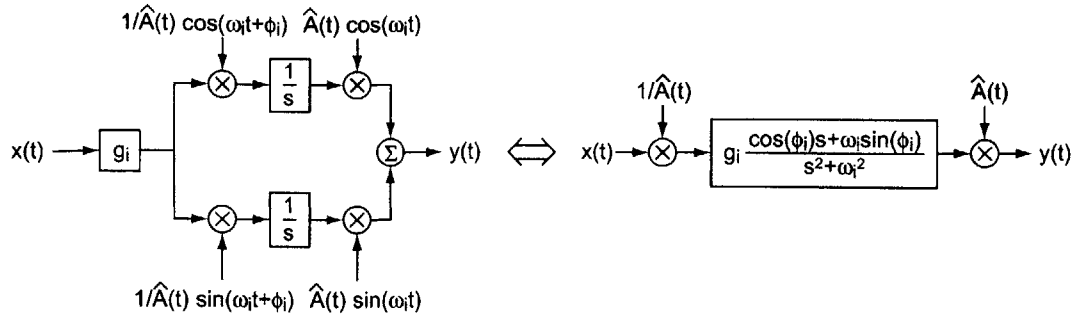 1/Â(t) cos(ωᵢt+ϕᵢ) Â(t) cos(ωᵢt)
x(t) gᵢ × 1/s × Σ y(t)
× 1/s ×
1/Â(t) sin(ωᵢt+ϕᵢ) Â(t) sin(ωᵢt)
⇔
1/Â(t) Â(t)
x(t) × gᵢ cos(ϕᵢ)s+ωᵢsin(ϕᵢ) / s²+ωᵢ² × y(t)